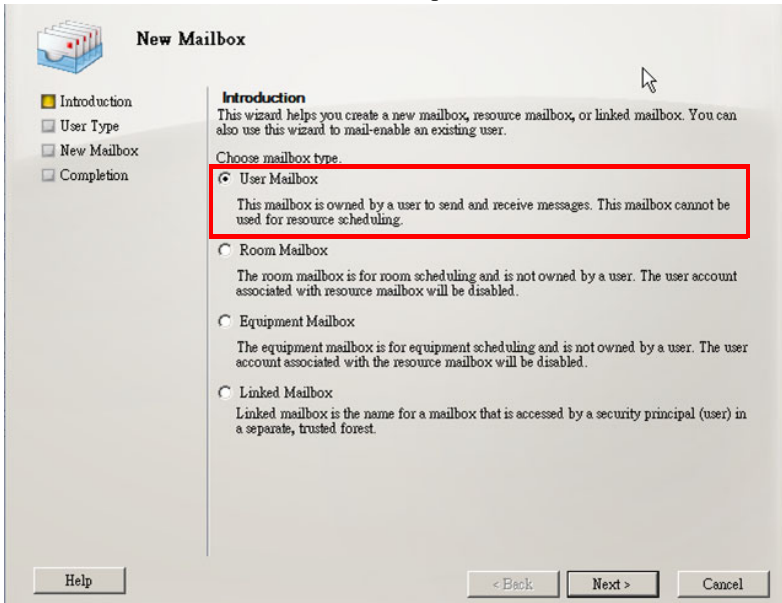 New Mailbox
Introduction
User Type
New Mailbox
Completion
Introduction
This wizard helps you create a new mailbox, resource mailbox, or linked mailbox. You can
also use this wizard to mail-enable an existing user.
Choose mailbox type.
User Mailbox
This mailbox is owned by a user to send and receive messages. This mailbox cannot be
used for resource scheduling.
Room Mailbox
The room mailbox is for room scheduling and is not owned by a user. The user account
associated with resource mailbox will be disabled.
Equipment Mailbox
The equipment mailbox is for equipment scheduling and is not owned by a user. The user
account associated with the resource mailbox will be disabled.
Linked Mailbox
Linked mailbox is the name for a mailbox that is accessed by a security principal (user) in
a separate, trusted forest.
Help
< Back
Next >
Cancel